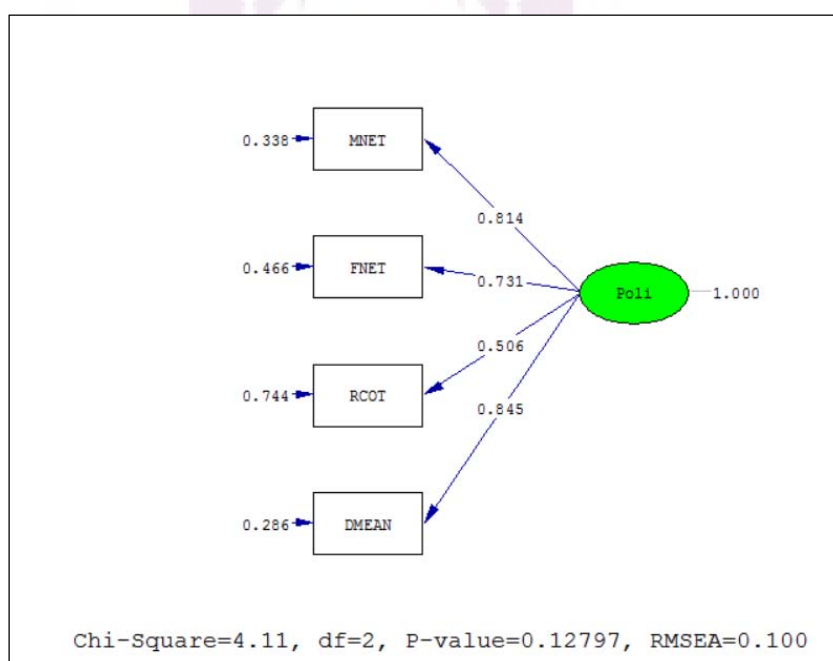 0.338
MNET
0.814
0.466
FNET
0.731
Poli
1.000
0.506
0.744
RCOT
0.845
0.286
DMEAN
Chi-Square=4.11, df=2, P-value=0.12797, RMSEA=0.100